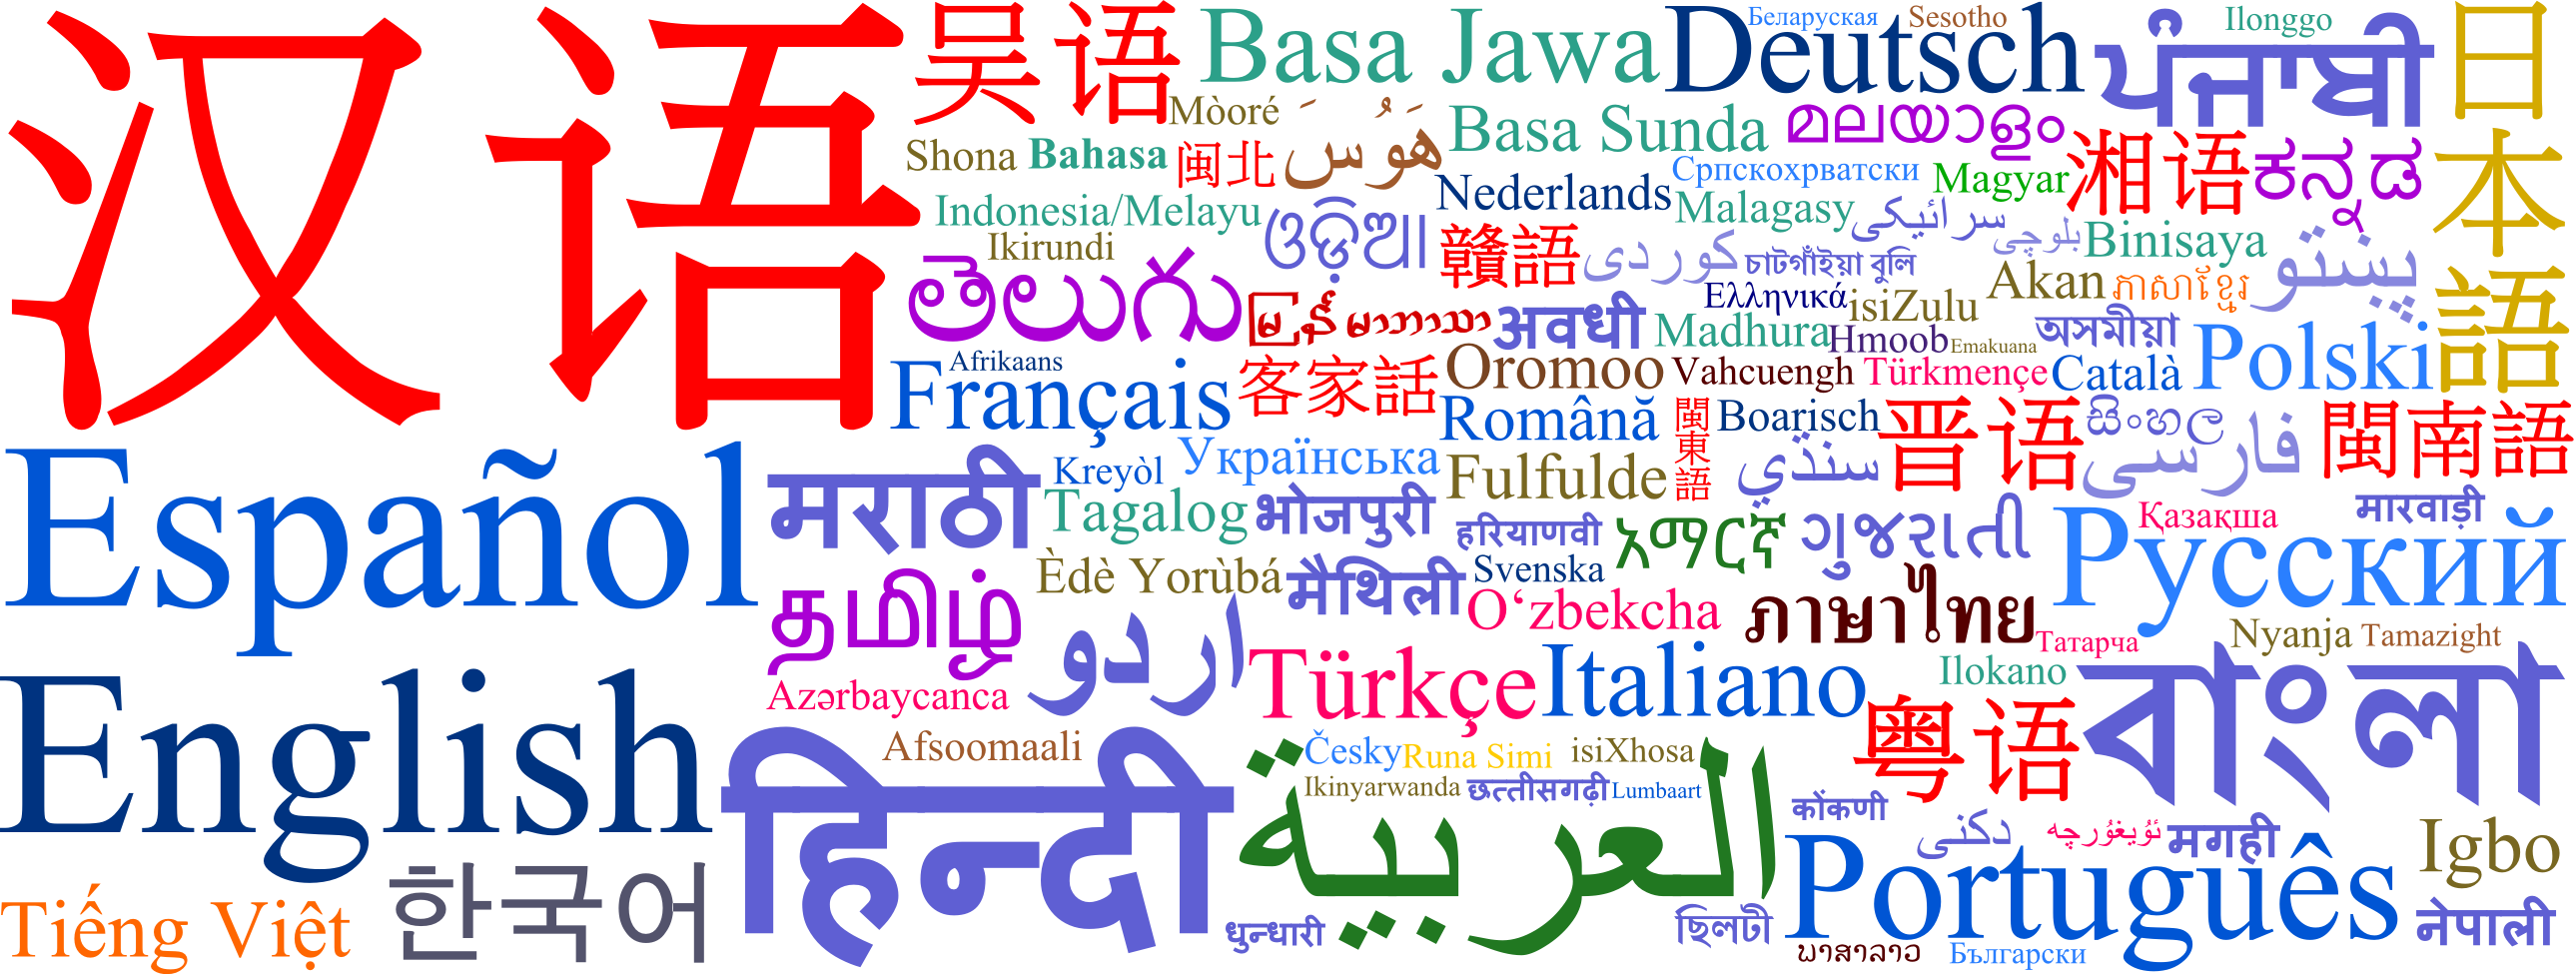 汉语
吴语
Basa Jawa
Deutsch
Беларуская
Sesotho
ਪੰਜਾਬੀ
Ilonggo
日本語
Mòoré
هَوُسَ
Basa Sunda
മലയാളം
Shona
Bahasa Indonesia/Melayu
闽北
Српскохрватски
Magyar
湘语
ಕನ್ನಡ
Nederlands
Malagasy
سرائیکی
بلوچی
Binisaya
پښتو
Ikirundi
ଓଡ଼ିଆ
贛語
کوردی
চাটগাঁইয়া বুলি
తెలుగు
မြန်မာဘာသာ
अवधी
Ελληνικά
isiZulu
Akan
ភាសាខ្មែរ
Madhura
Hmoob
Emakuana
অসমীয়া
Polski
Afrikaans
Français
客家話
Oromoo
Vahcuengh
Türkmençe
Català
Română
閩東語
Boarisch
晋语
සිංහල
فارسی
閩南語
Español
मराठी
Kreyòl
Українська
Fulfulde
سنڌي
Tagalog
भोजपुरी
हरियाणवी
አማርኛ
ગુજરાતી
Русский
Қазақша
मारवाड़ी
தமிழ்
Èdè Yorùbá
मैथिली
Svenska
O‘zbekcha
ภาษาไทย
Татарча
Nyanja
Tamazight
English
اردو
Azərbaycanca
Türkçe
Italiano
Ilokano
বাংলা
Afsoomaali
Česky
Runa Simi
isiXhosa
粤语
हिन्दी
العربية
Ikinyarwanda
छत्तीसगढ़ी
Lumbaart
कोंकणी
دکنی
ئۇيغۇرچە
मगही
Igbo
Tiếng Việt
한국어
धुन्धारी
ছিলটী
Português
ພາສາລາວ
Български
नेपाली